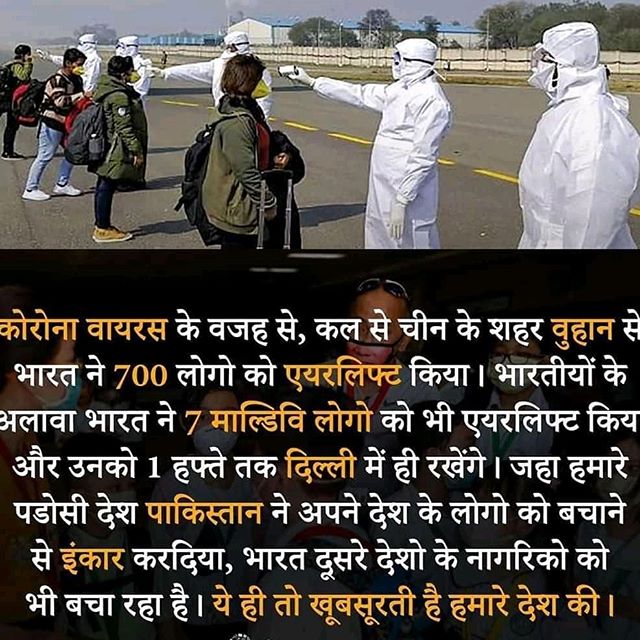 कोरोना वायरस के वजह से, कल से चीन के शहर वुहान से
भारत ने 700 लोगो को एयरलिफ्ट किया। भारतीयों के
अलावा भारत ने 7 माल्डिवि लोगो को भी एयरलिफ्ट किय
और उनको 1 हफ्ते तक दिल्ली में ही रखेंगे। जहा हमारे
पडोसी देश पाकिस्तान ने अपने देश के लोगो को बचाने
से इंकार करदिया, भारत दूसरे देशो के नागरिको को
भी बचा रहा है। ये ही तो खूबसूरती है हमारे देश की।